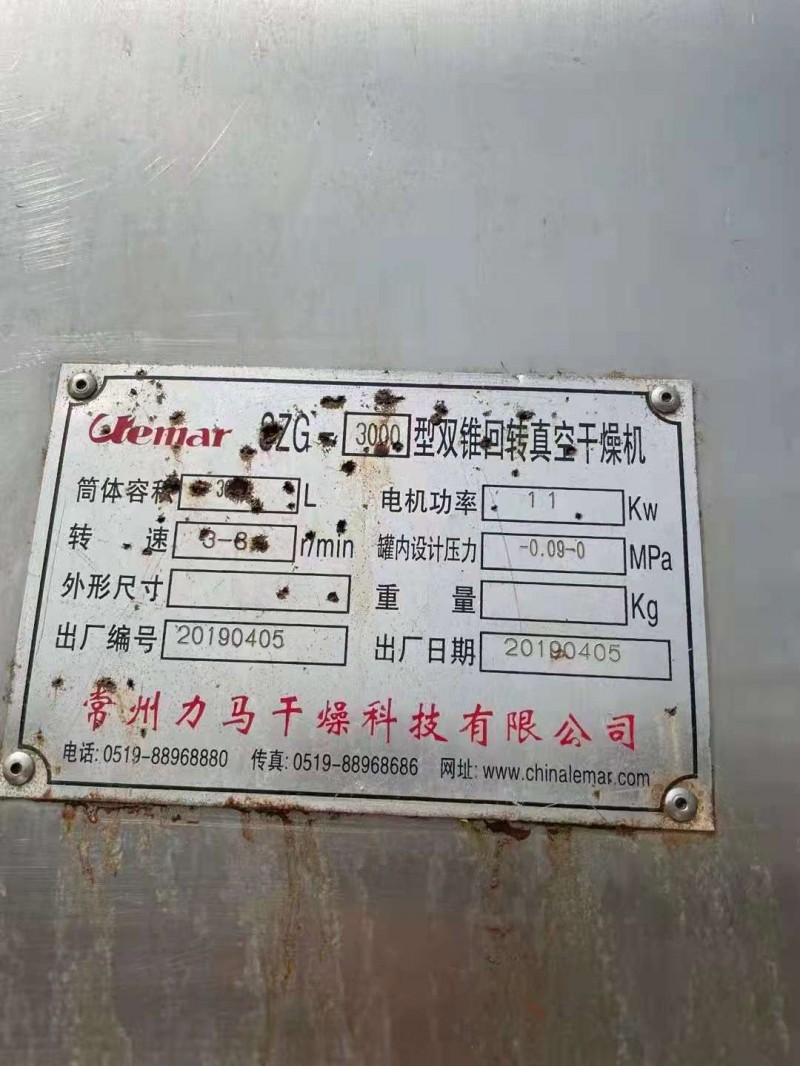 Lemar SZG-3000型双锥回转真空干燥机
筒体容积 L 电机功率 11 Kw
转速 r/min 罐内设计压力 -0.09-0 MPa
外形尺寸 重量 Kg
出厂编号 20190405 出厂日期 20190405
常州力马干燥科技有限公司
电话:0519-88968880 传真:0519-88968686 网址:www.chinalemar.com